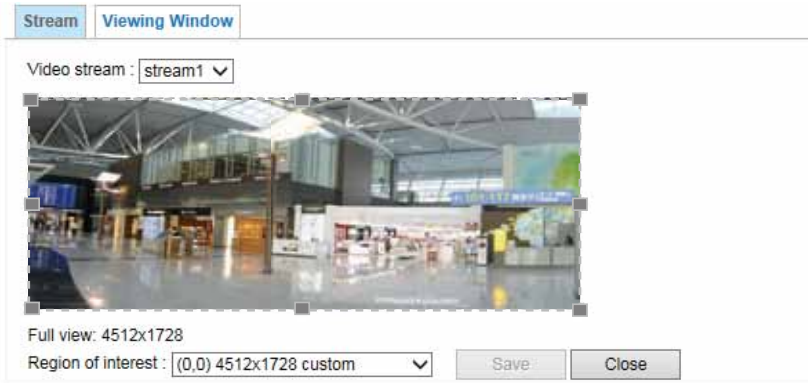 Stream Viewing Window
Video stream : stream1
Full view: 4512x1728
Region of interest : (0,0) 4512x1728 custom Save Close